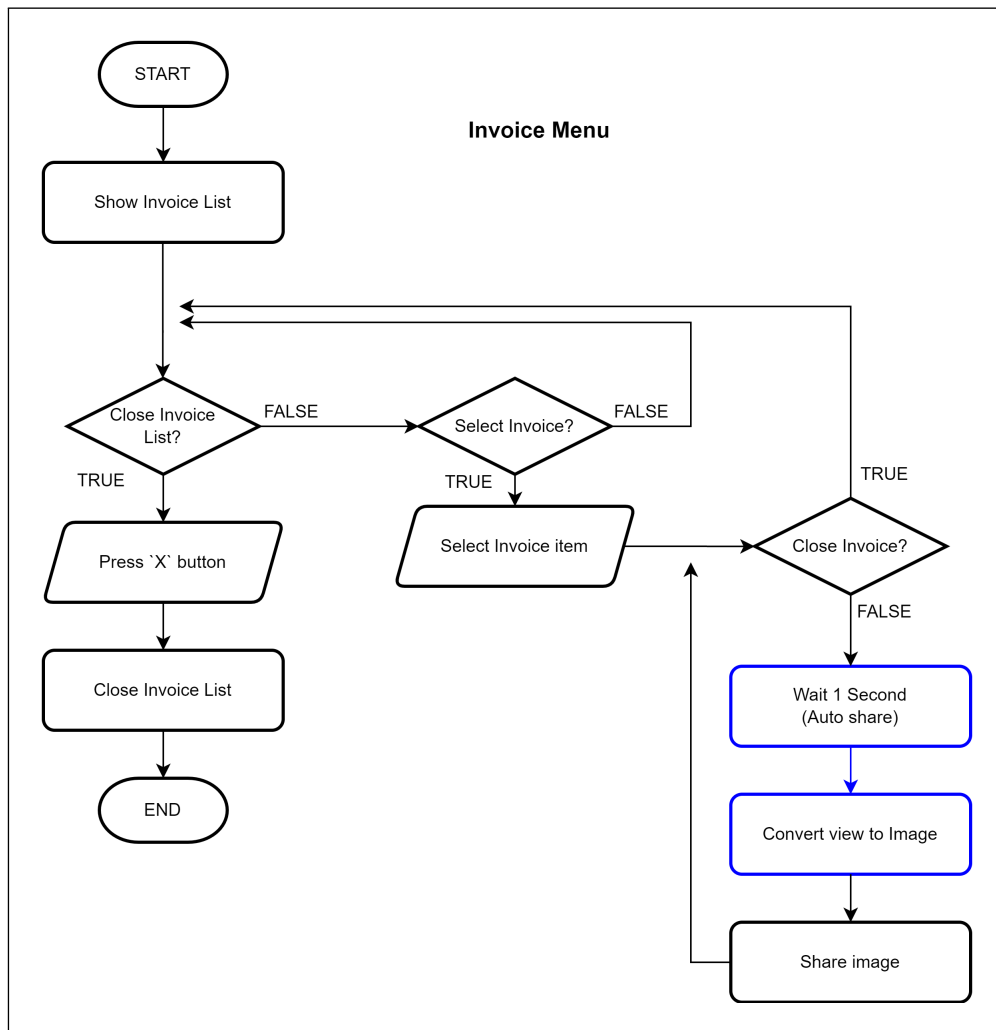 START
Invoice Menu
Show Invoice List
Close Invoice
List?
FALSE
Select Invoice?
FALSE
TRUE
TRUE
TRUE
Press `X` button
Select Invoice item
Close Invoice?
FALSE
Close Invoice List
Wait 1 Second
(Auto share)
END
Convert view to Image
Share image